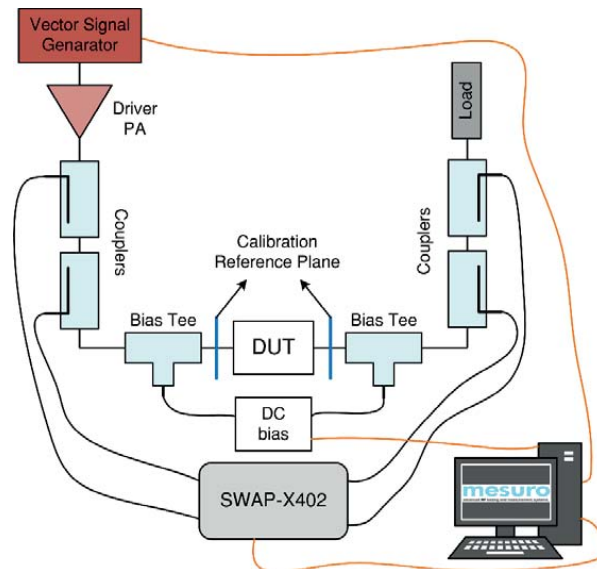 Vector Signal
Genarator
Driver
PA
Load
Couplers
Couplers
Calibration
Reference Plane
Bias Tee
Bias Tee
DUT
DC
bias
SWAP-X402
mesuro